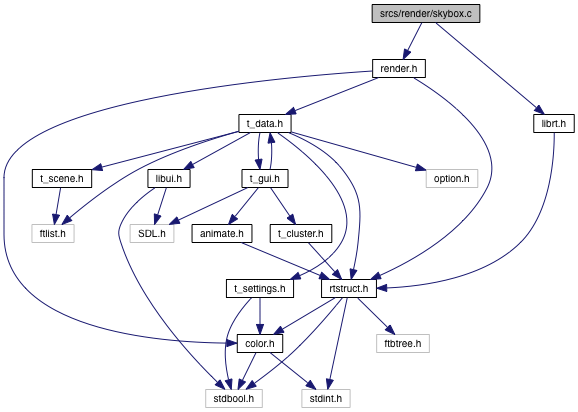 srcs/render/skybox.c
render.h
t_data.h
librt.h
t_scene.h
libui.h
t_gui.h
option.h
ftlist.h
SDL.h
animate.h
t_cluster.h
t_settings.h
rtstruct.h
color.h
ftbtree.h
stdbool.h
stdint.h